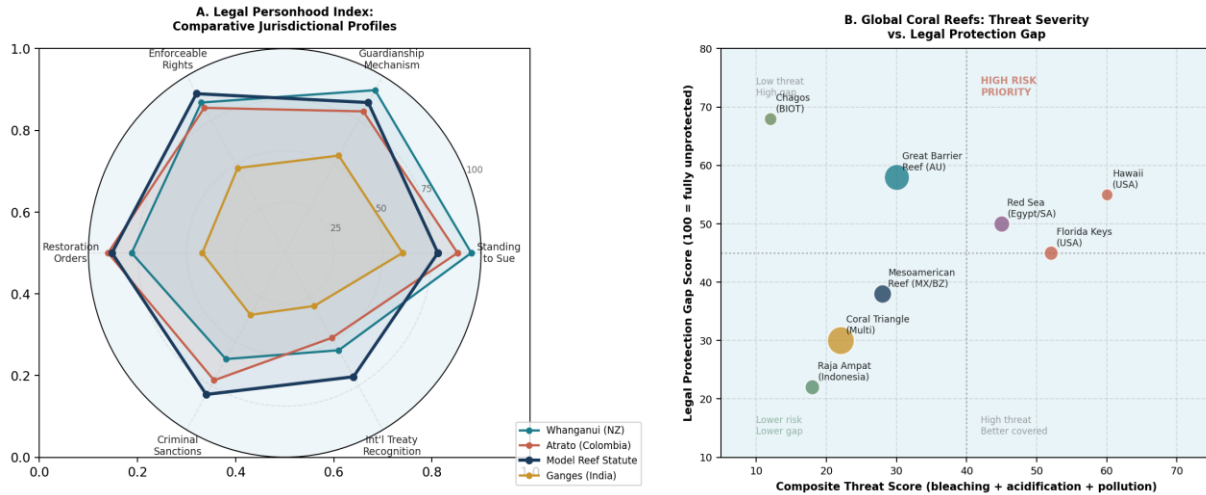 A. Legal Personhood Index:
Comparative Jurisdictional Profiles
1.0
0.8
0.6
0.4
0.2
0.0
0.0
0.2
0.4
0.6
0.8
1.0
Enforceable
Rights
Guardianship
Mechanism
Restoration
Orders
Standing
to Sue
Criminal
Sanctions
Int'l Treaty
Recognition
25
50
75
100
Whanganui (NZ)
Atrato (Colombia)
Model Reef Statute
Ganges (India)
B. Global Coral Reefs: Threat Severity
vs. Legal Protection Gap
Legal Protection Gap Score (100 = fully unprotected)
80
70
60
50
40
30
20
10
Low threat
High gap
HIGH RISK
PRIORITY
Chagos
(BIOT)
Great Barrier
Reef (AU)
Hawaii
(USA)
Red Sea
(Egypt/SA)
Florida Keys
(USA)
Mesoamerican
Reef (MX/BZ)
Coral Triangle
(Multi)
Raja Ampat
(Indonesia)
Lower risk
Lower gap
High threat
Better covered
10
20
30
40
50
60
70
Composite Threat Score (bleaching + acidification + pollution)